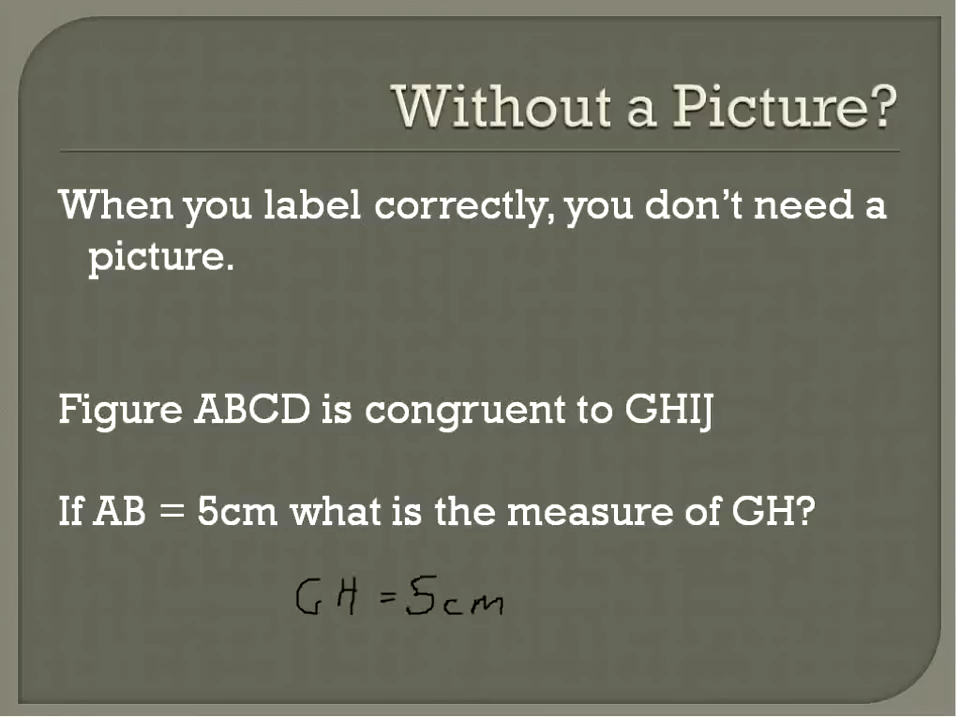 Without a Picture?
When you label correctly, you don’t need a
picture.
Figure ABCD is congruent to GHIJ
If AB = 5cm what is the measure of GH?
GH = 5cm